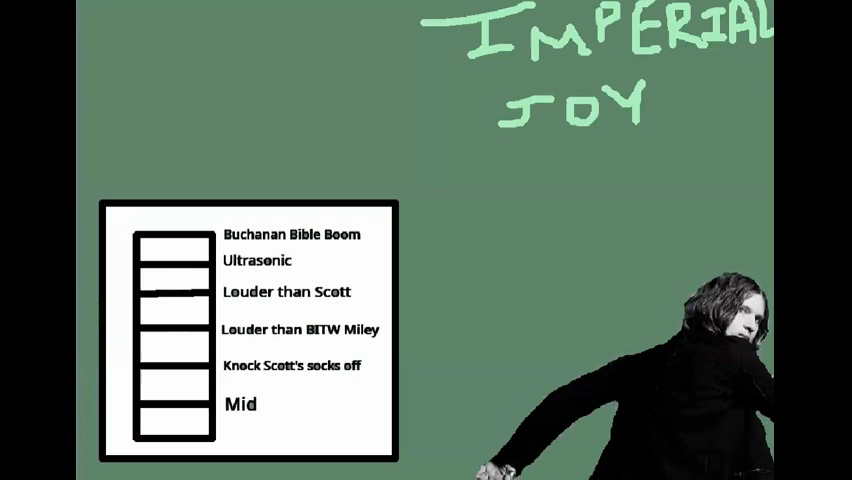 IMPERIAL
JOY
Buchanan Bible Boom
Ultrasonic
Louder than Scott
Louder than BITW Miley
Knock Scott's socks off
Mid